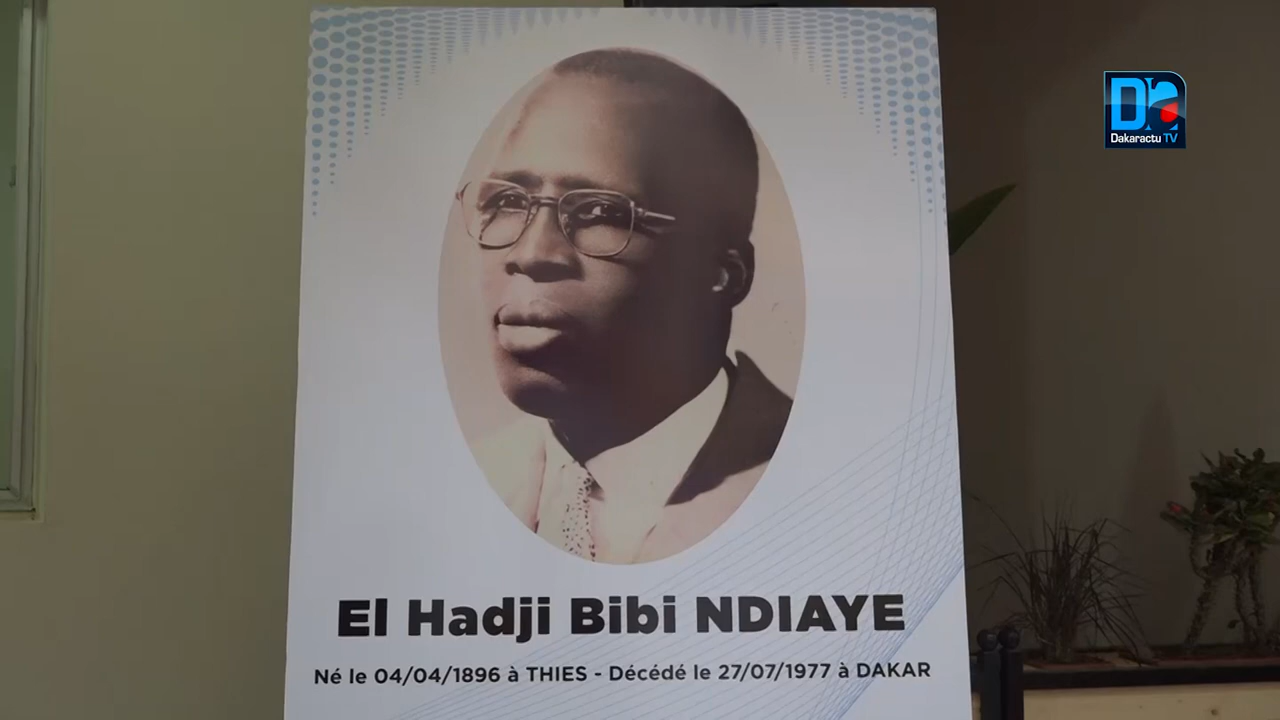 Dakaractu TV
El Hadji Bibi NDIAYE
Né le 04/04/1896 à THIES - Décédé le 27/07/1977 à DAKAR